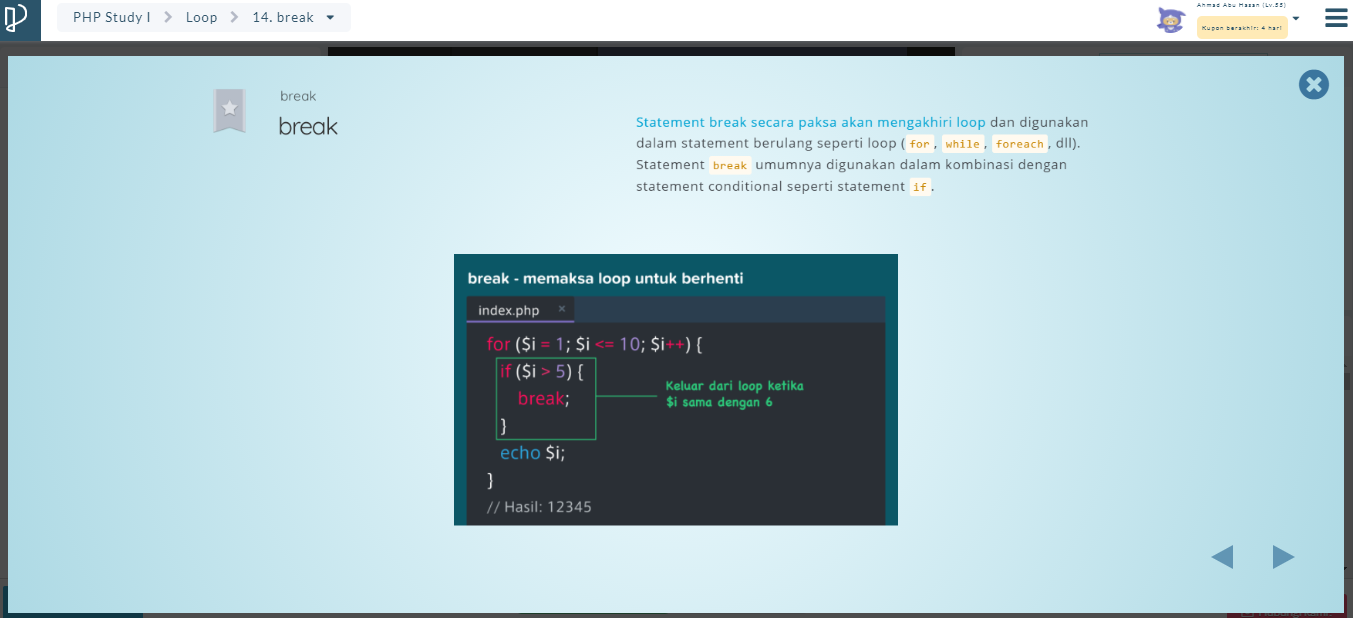 PHP Study I
Loop
14. break
Ahmad Abu Hasan (Lv.55)
Kupon berakhir: 4 hari
break
break
Statement break secara paksa akan mengakhiri loop dan digunakan
dalam statement berulang seperti loop ( for , while , foreach , dll).
Statement break umumnya digunakan dalam kombinasi dengan
statement conditional seperti statement if .
break - memaksa loop untuk berhenti
index.php ×
for ($i = 1; $i <= 10; $i++) {
if ($i > 5) {
break;
}
Keluar dari loop ketika
$i sama dengan 6
echo $i;
}
// Hasil: 12345